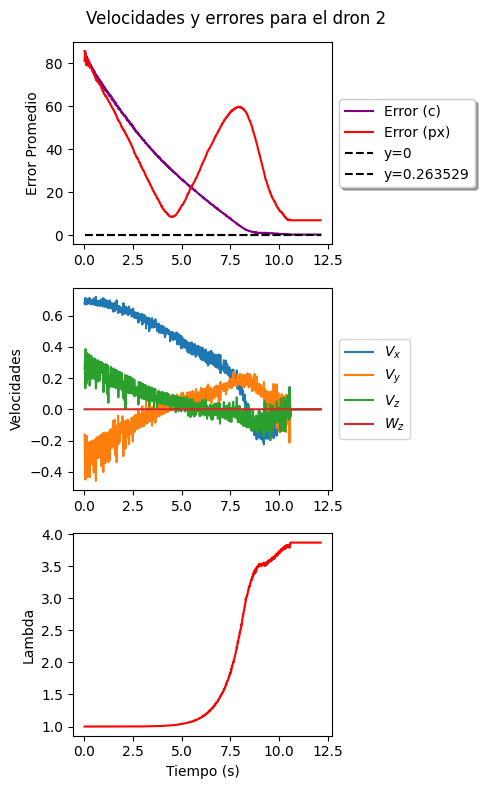 Velocidades y errores para el dron 2
Error Promedio
80
60
40
20
0
0.0 2.5 5.0 7.5 10.0 12.5
Error (c)
Error (px)
y=0
y=0.263529
Velocidades
0.6
0.4
0.2
0.0
−0.2
−0.4
0.0 2.5 5.0 7.5 10.0 12.5
Vx
Vy
Vz
Wz
Lambda
4.0
3.5
3.0
2.5
2.0
1.5
1.0
0.0 2.5 5.0 7.5 10.0 12.5
Tiempo (s)